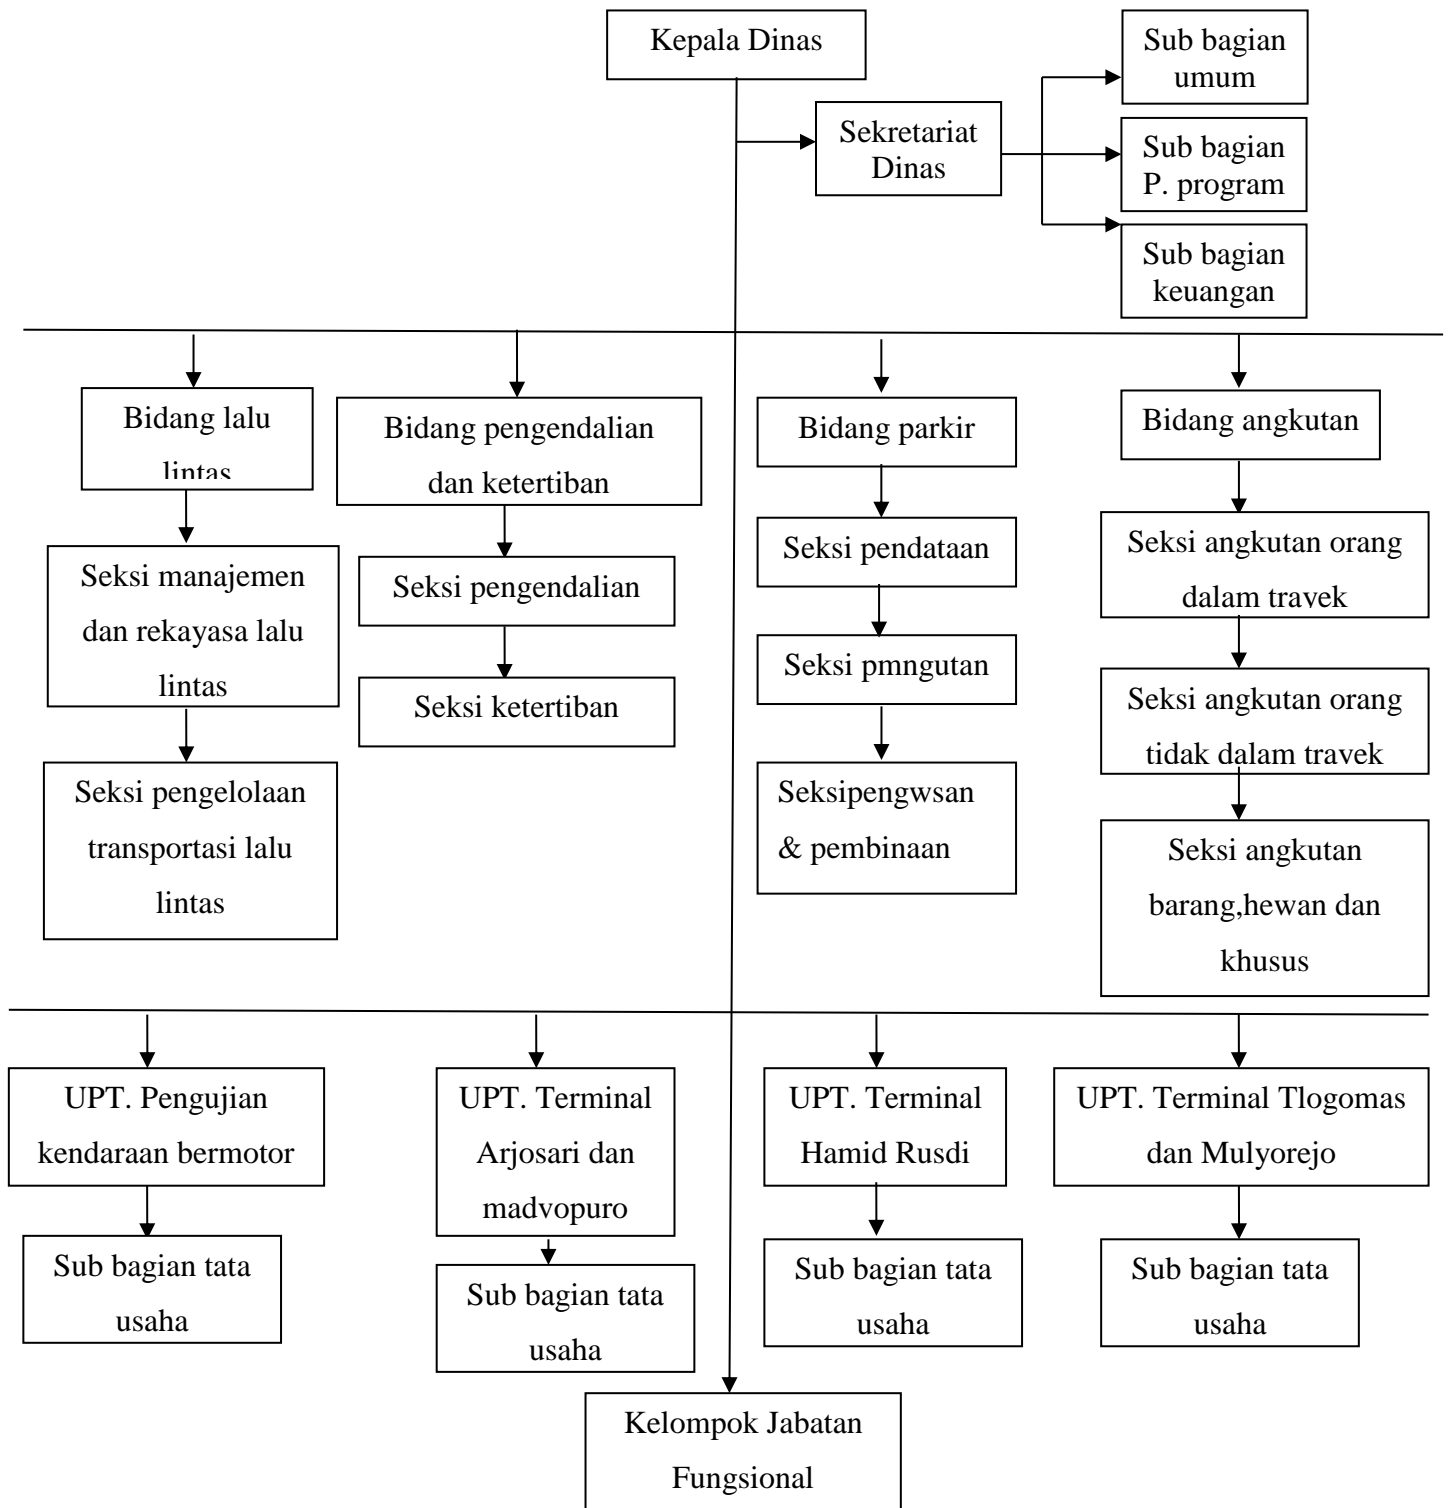 Kepala Dinas
Sub bagian
umum
Sekretariat
Dinas
Sub bagian
P. program
Sub bagian
keuangan
Bidang lalu
lintas
Seksi manajemen
dan rekayasa lalu
lintas
Seksi pengelolaan
transportasi lalu
lintas
Bidang pengendalian
dan ketertiban
Seksi pengendalian
Seksi ketertiban
Bidang parkir
Seksi pendataan
Seksi pmngutan
Seksipengwsan
& pembinaan
Bidang angkutan
Seksi angkutan orang
dalam trayek
Seksi angkutan orang
tidak dalam trayek
Seksi angkutan
barang,hewan dan
khusus
UPT. Pengujian
kendaraan bermotor
Sub bagian tata
usaha
UPT. Terminal
Arjosari dan
madyopuro
Sub bagian tata
usaha
UPT. Terminal
Hamid Rusdi
Sub bagian tata
usaha
UPT. Terminal Tlogomas
dan Mulyorejo
Sub bagian tata
usaha
Kelompok Jabatan
Fungsional